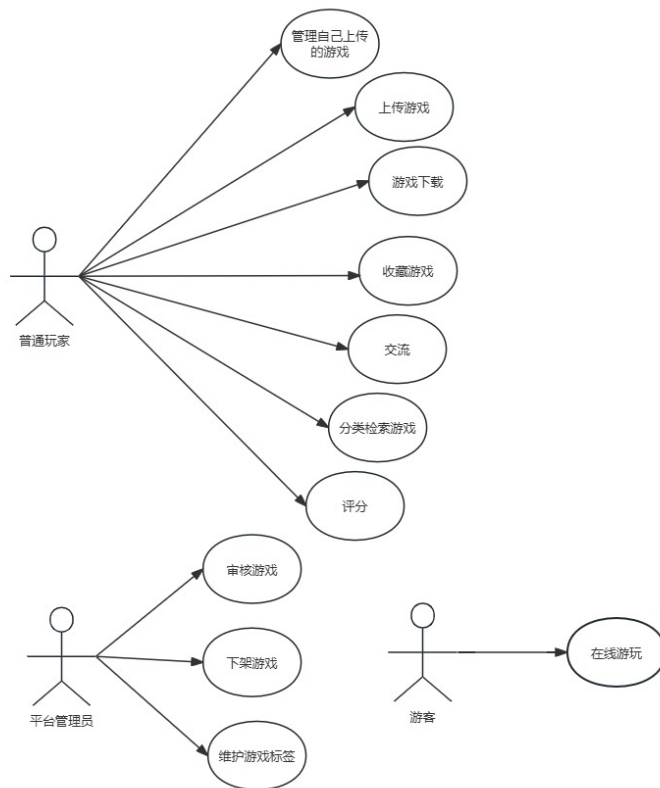 管理自己上传
的游戏
上传游戏
游戏下载
收藏游戏
普通玩家
交流
分类检索游戏
评分
审核游戏
下架游戏
在线游玩
平台管理员
游客
维护游戏标签